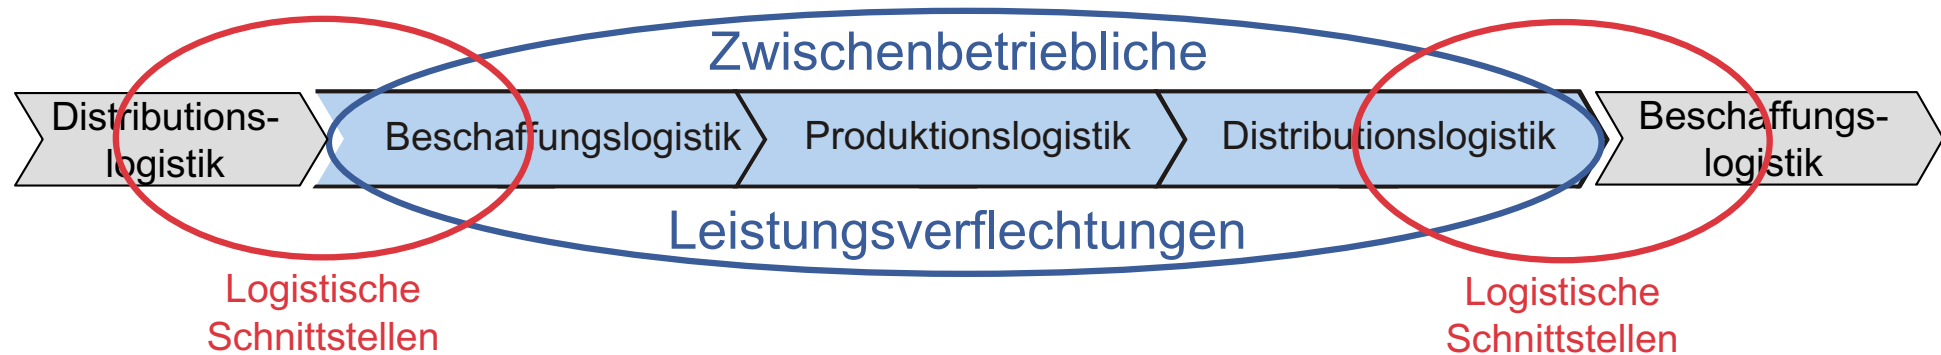 Zwischenbetriebliche
Distributions-
logistik
Beschaffungslogistik
Produktionslogistik
Distributionslogistik
Beschaffungs-
logistik
Leistungsverflechtungen
Logistische
Schnittstellen
Logistische
Schnittstellen